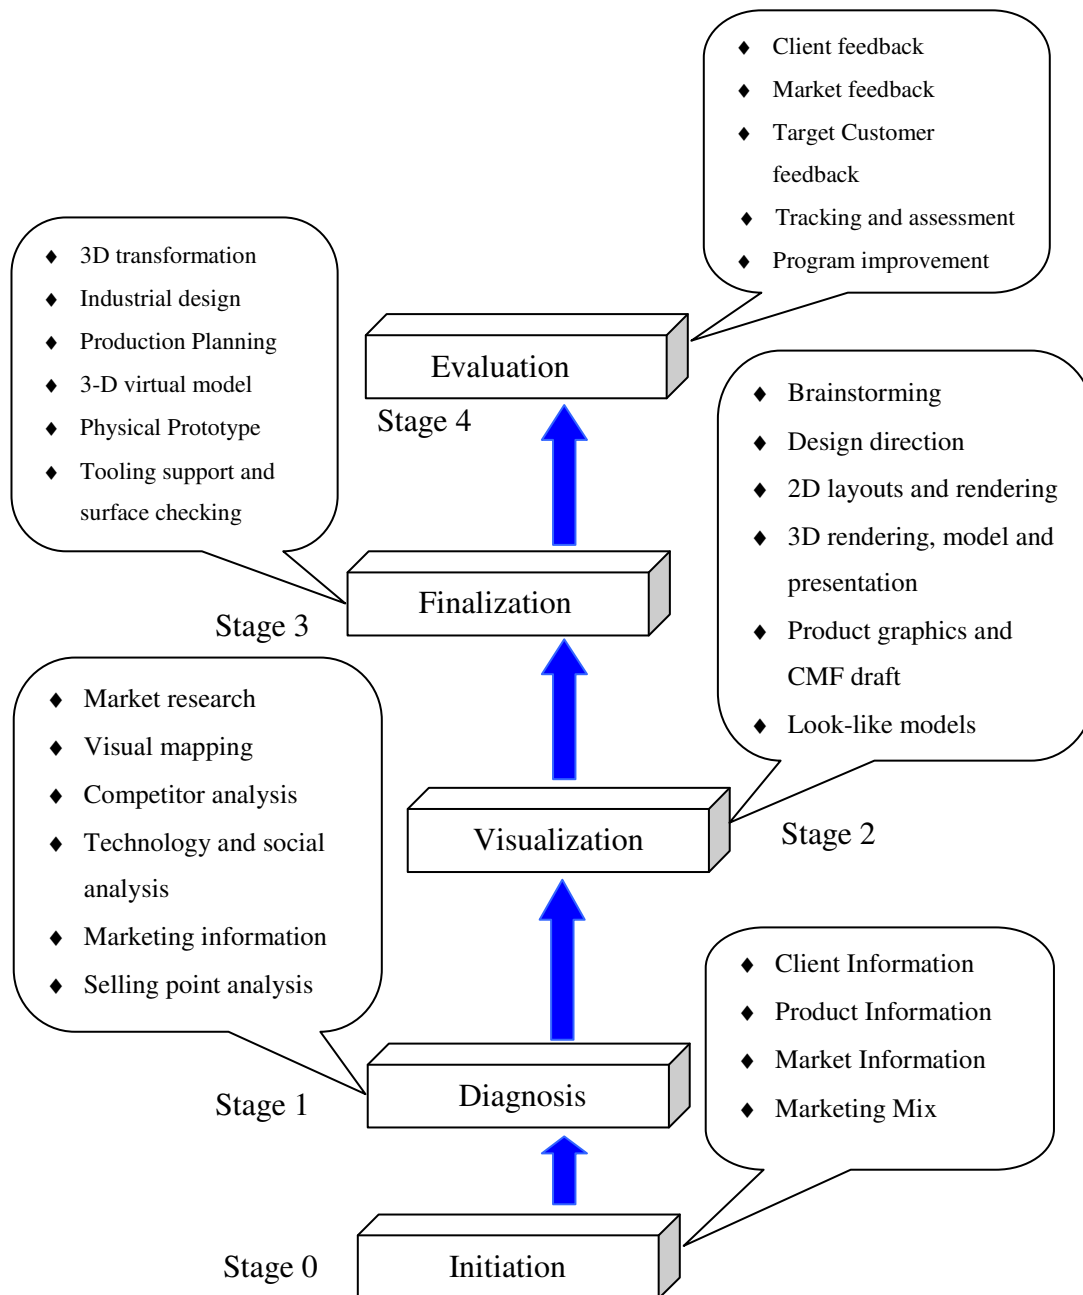 ♦ Client feedback
♦ Market feedback
♦ Target Customer
feedback
♦ Tracking and assessment
♦ Program improvement
Evaluation
Stage 4
♦ 3D transformation
♦ Industrial design
♦ Production Planning
♦ 3-D virtual model
♦ Physical Prototype
♦ Tooling support and
surface checking
Finalization
Stage 3
♦ Brainstorming
♦ Design direction
♦ 2D layouts and rendering
♦ 3D rendering, model and
presentation
♦ Product graphics and
CMF draft
♦ Look-like models
Visualization
Stage 2
♦ Market research
♦ Visual mapping
♦ Competitor analysis
♦ Technology and social
analysis
♦ Marketing information
♦ Selling point analysis
Diagnosis
Stage 1
♦ Client Information
♦ Product Information
♦ Market Information
♦ Marketing Mix
Stage 0
Initiation